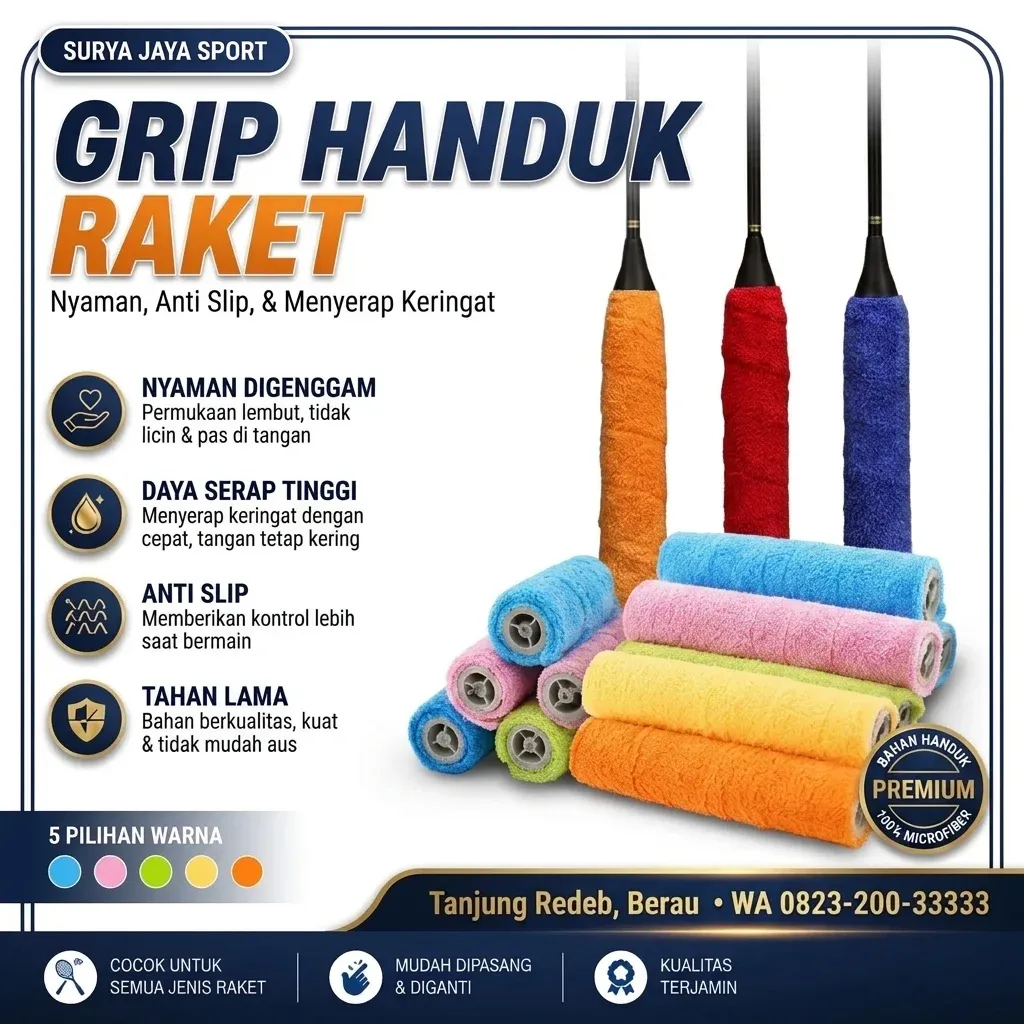 SURYA JAYA SPORT
GRIP HANDUK
RAKET
Nyaman, Anti Slip, & Menyerap Keringat
NYAMAN DIGENGGAM
Permukaan lembut, tidak
licin & pas di tangan
DAYA SERAP TINGGI
Menyerap keringat dengan
cepat, tangan tetap kering
ANTI SLIP
Memberikan kontrol lebih
saat bermain
TAHAN LAMA
Bahan berkualitas, kuat
& tidak mudah aus
BAHAN HANDUK
PREMIUM
100% MICROFIBER
5 PILIHAN WARNA
Tanjung Redeb, Berau • WA 0823-200-33333
COCOK UNTUK
SEMUA JENIS RAKET
MUDAH DIPASANG
& DIGANTI
KUALITAS
TERJAMIN